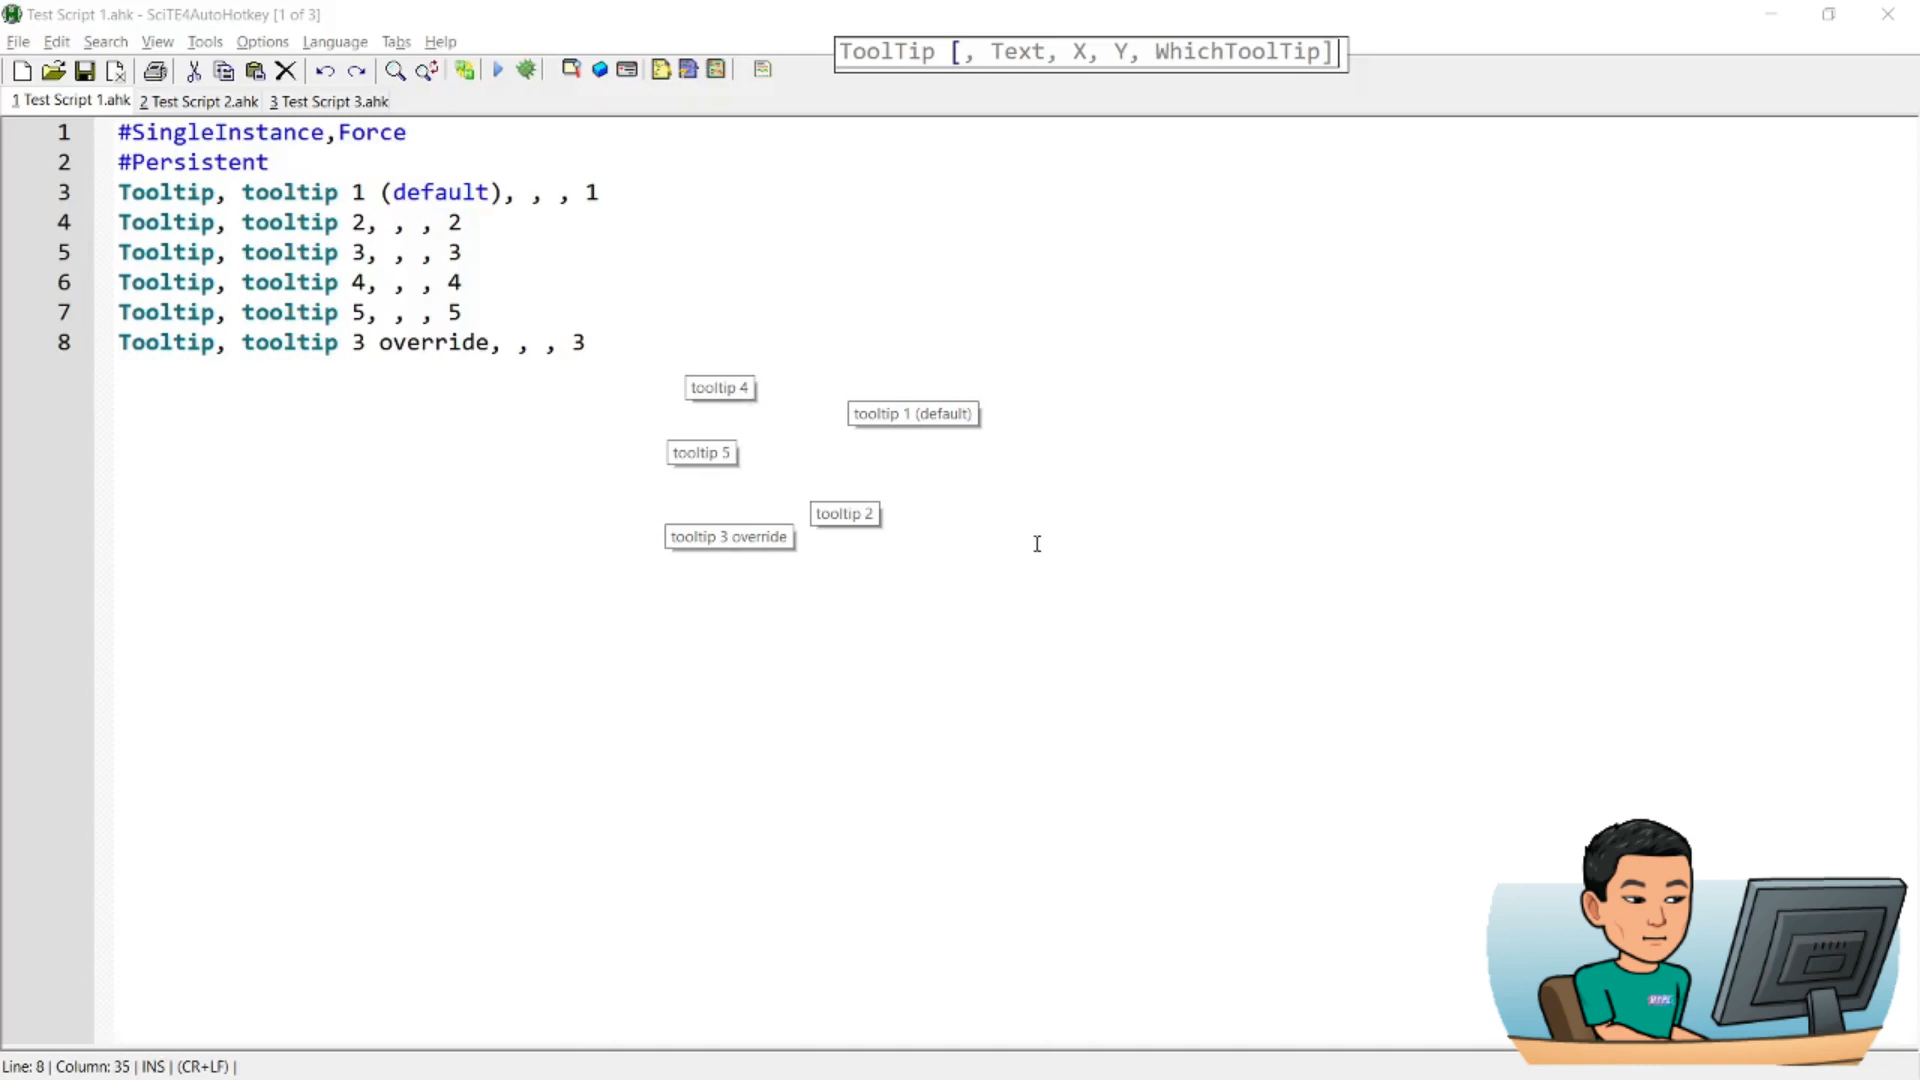 Test Script 1.ahk - SciTE4AutoHotkey [1 of 3]
File Edit Search View Tools Options Language Tabs Help
ToolTip [, Text, X, Y, WhichToolTip]
1 Test Script 1.ahk 2 Test Script 2.ahk 3 Test Script 3.ahk
1 #SingleInstance,Force
2 #Persistent
3 Tooltip, tooltip 1 (default), , , 1
4 Tooltip, tooltip 2, , , 2
5 Tooltip, tooltip 3, , , 3
6 Tooltip, tooltip 4, , , 4
7 Tooltip, tooltip 5, , , 5
8 Tooltip, tooltip 3 override, , , 3
tooltip 4
tooltip 1 (default)
tooltip 5
tooltip 2
tooltip 3 override
Line: 8 | Column: 35 | INS | (CR+LF) |